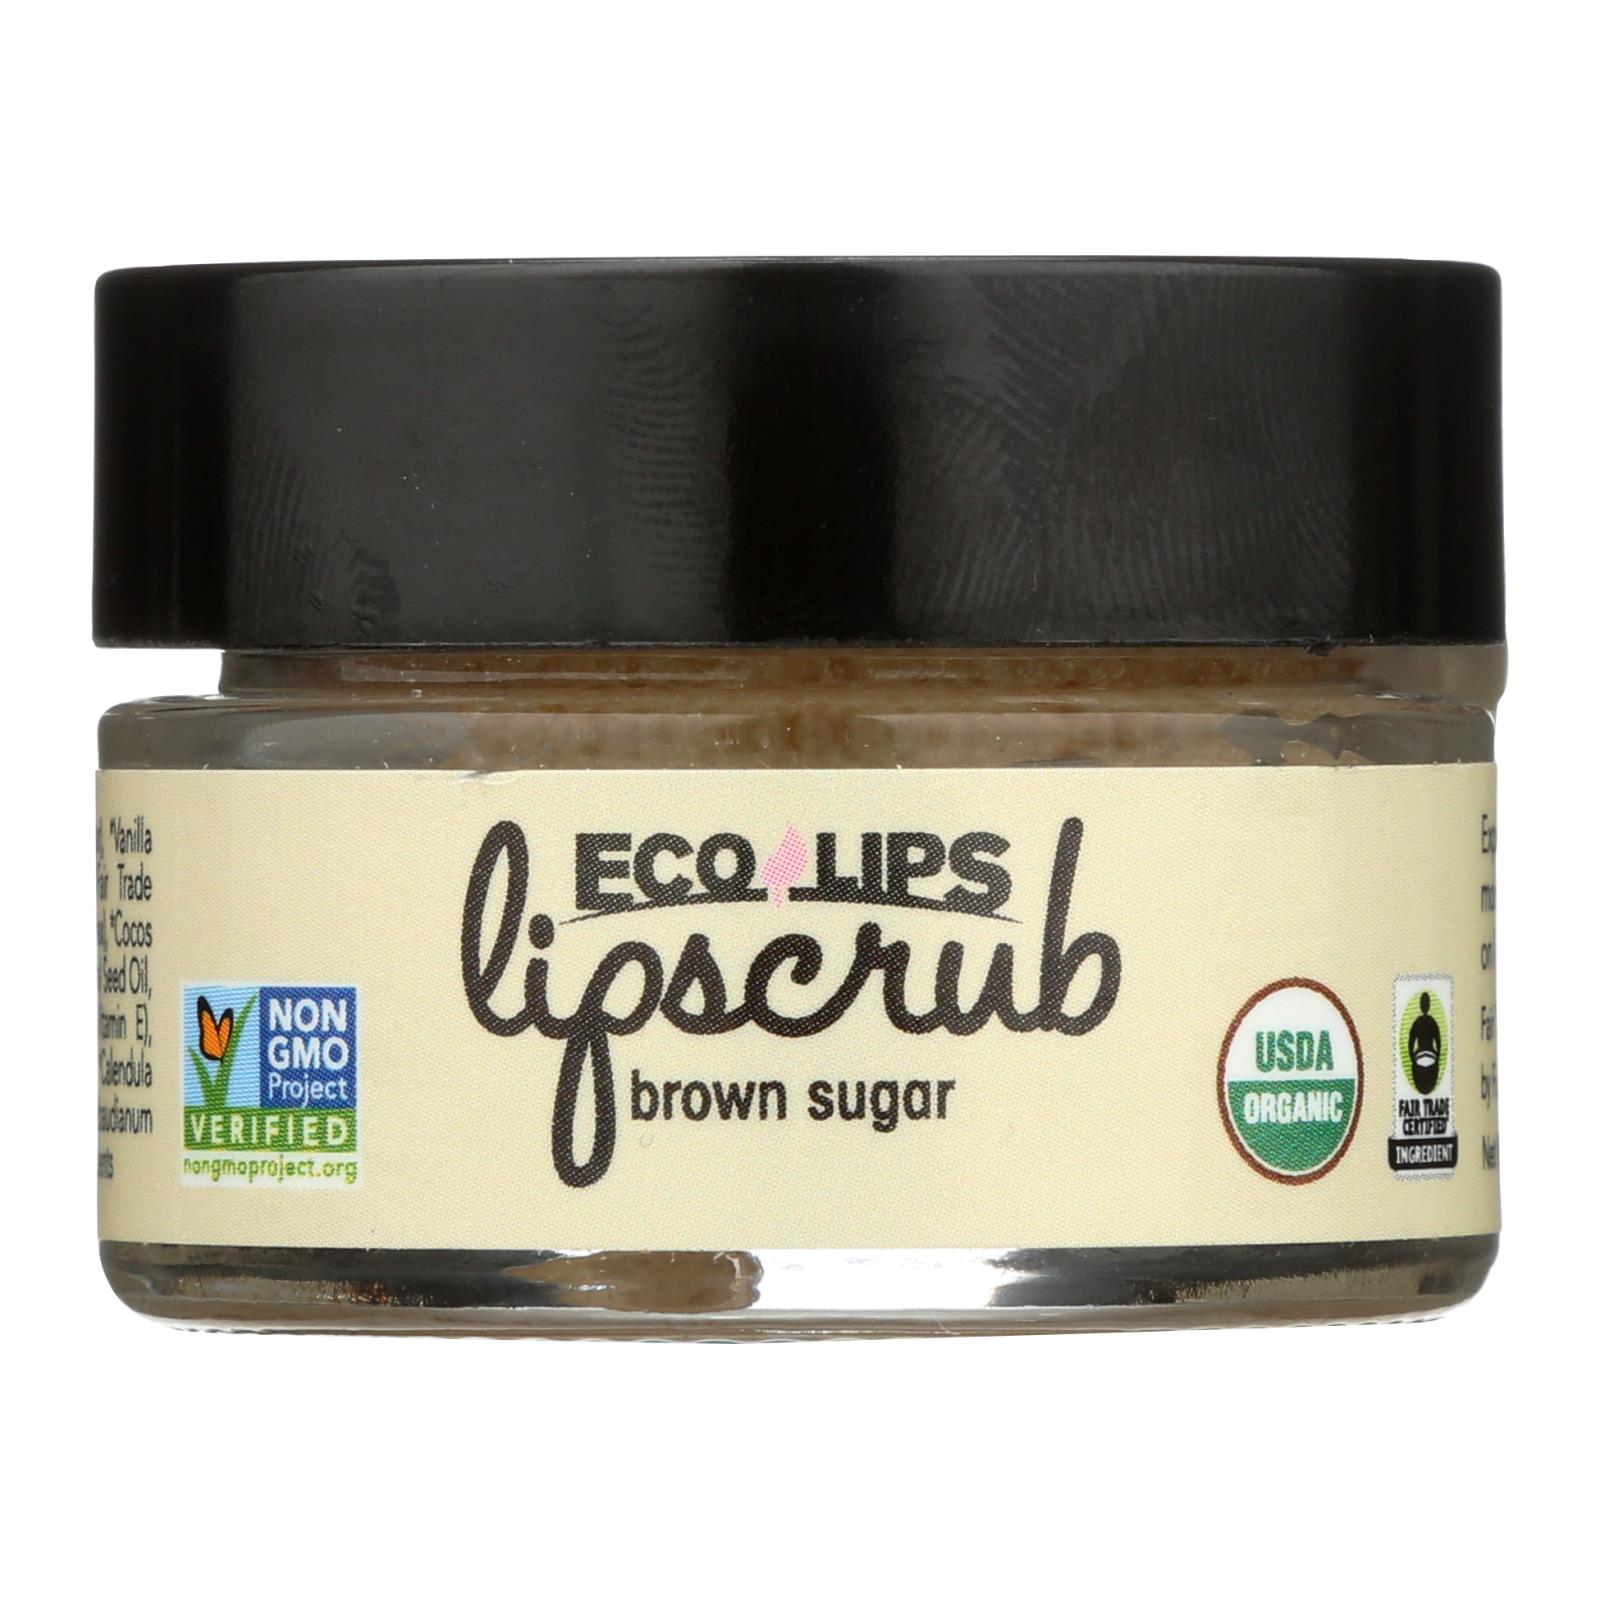 *Vanilla
Trade
*Cocos
Seed Oil,
E),
*Calendula
NON
GMO
Project
VERIFIED
nongmoproject.org
ECO LIPS
lipscrub
brown sugar
USDA
ORGANIC
FAIR TRADE
CERTIFIED
INGREDIENT